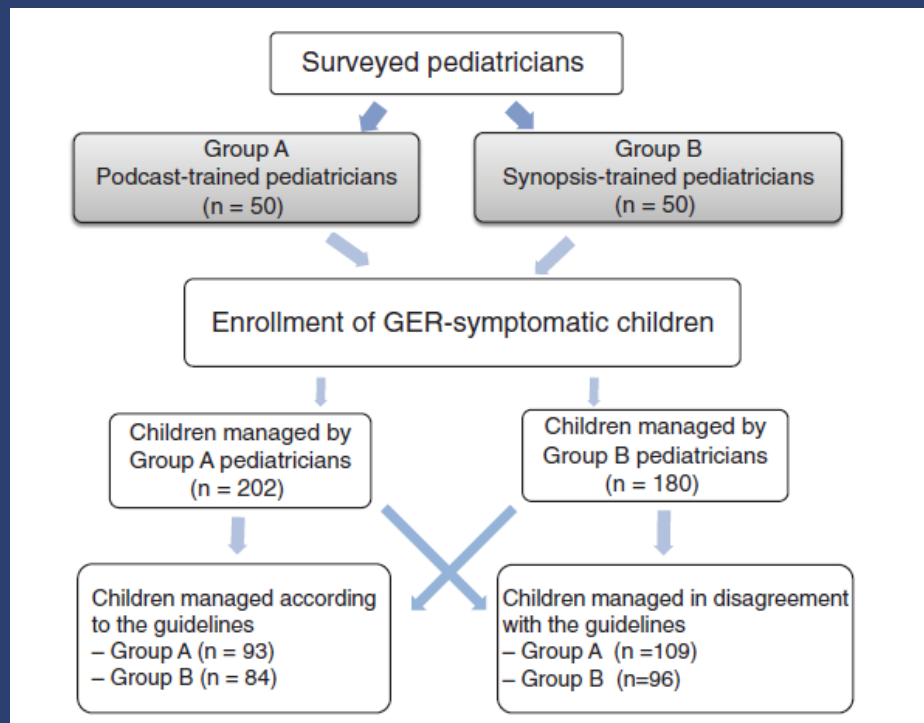 Surveyed pediatricians
Group A
Podcast-trained pediatricians
(n = 50)
Group B
Synopsis-trained pediatricians
(n = 50)
Enrollment of GER-symptomatic children
Children managed by
Group A pediatricians
(n = 202)
Children managed by
Group B pediatricians
(n = 180)
Children managed according
to the guidelines
– Group A (n = 93)
– Group B (n = 84)
Children managed in disagreement
with the guidelines
– Group A  (n =109)
– Group B  (n=96)